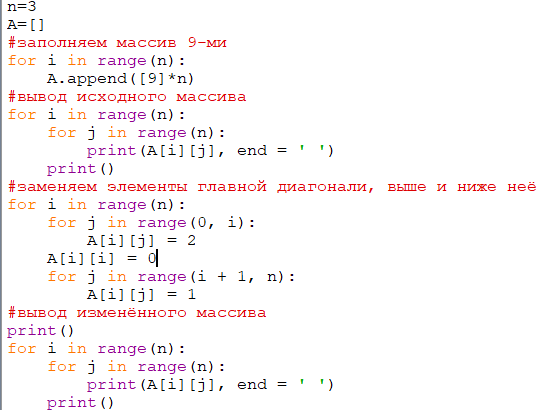 n=3
A=[]
#заполняем массив 9-ми
for i in range(n):
    A.append([9]*n)
#вывод исходного массива
for i in range(n):
    for j in range(n):
        print(A[i][j], end = ' ')
    print()
#заменяем элементы главной диагонали, выше и ниже неё
for i in range(n):
    for j in range(0, i):
        A[i][j] = 2
    A[i][i] = 0
    for j in range(i + 1, n):
        A[i][j] = 1
#вывод изменённого массива
print()
for i in range(n):
    for j in range(n):
        print(A[i][j], end = ' ')
    print()